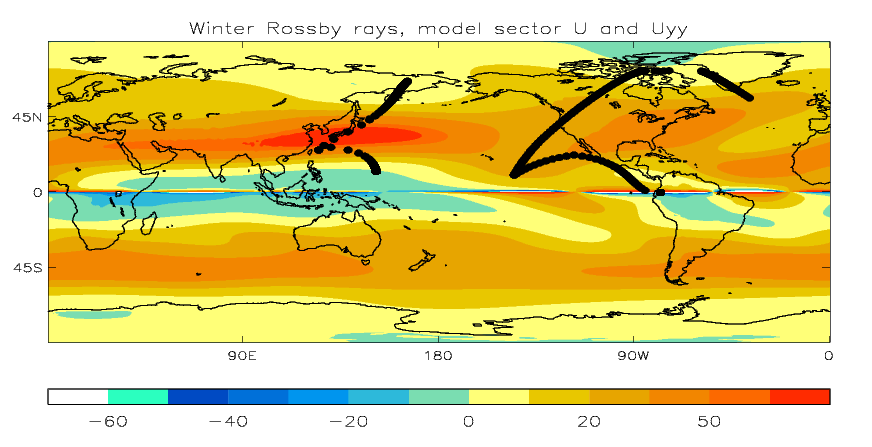 Winter Rossby rays, model sector U and Uyy
45N
0
45S
90E 180 90W 0
−60 −40 −20 0 20 50